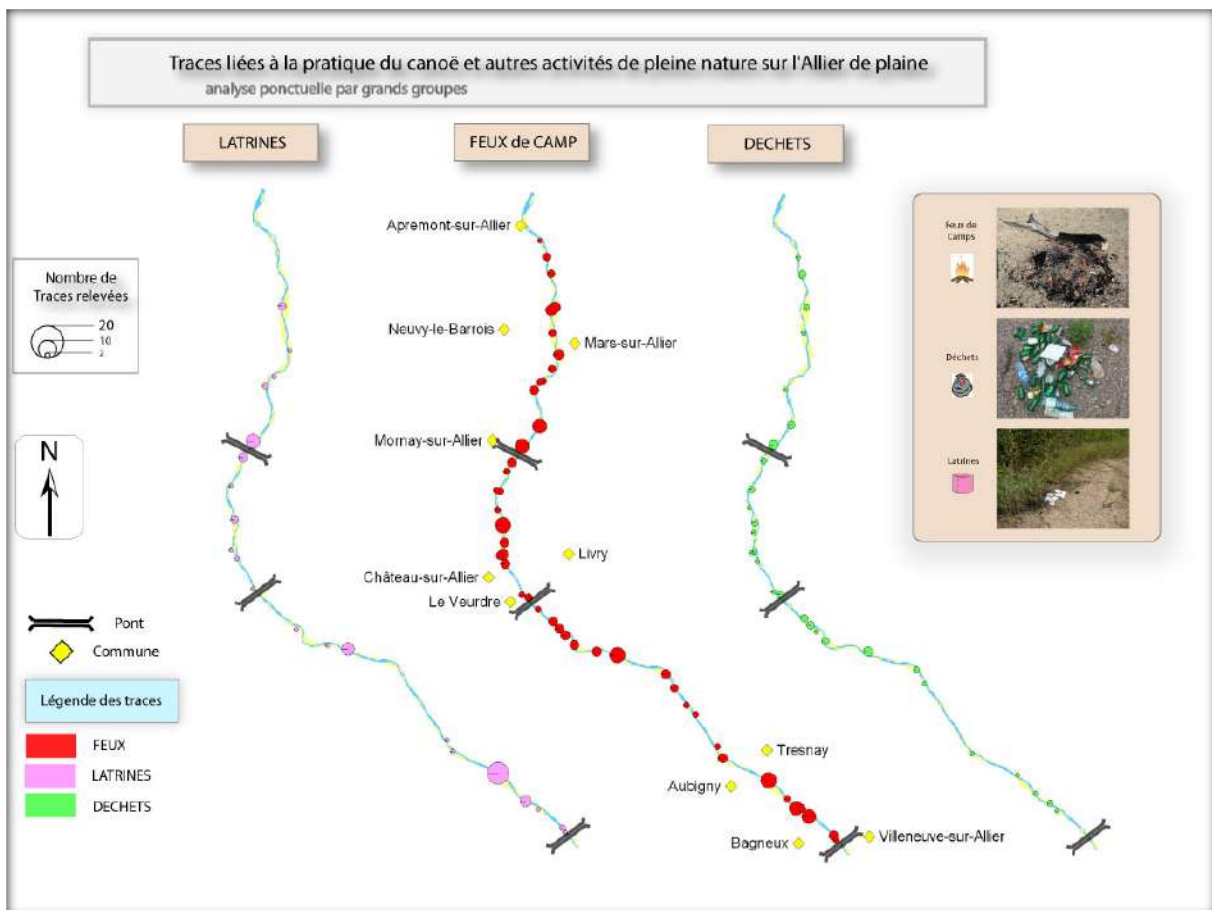 Traces liées à la pratique du canoë et autres activités de pleine nature sur l'Allier de plaine
analyse ponctuelle par grands groupes
LATRINES
FEUX de CAMP
DECHETS
Apremont-sur-Allier
Neuvy-le-Barrois
Mars-sur-Allier
Mornay-sur-Allier
Livry
Château-sur-Allier
Le Veurdre
Tresnay
Aubigny
Bagneux
Villeneuve-sur-Allier
Nombre de
Traces relevées
20
10
2
N
Pont
Commune
Légende des traces
FEUX
LATRINES
DECHETS
Feux de
Camps
Déchets
Latrines